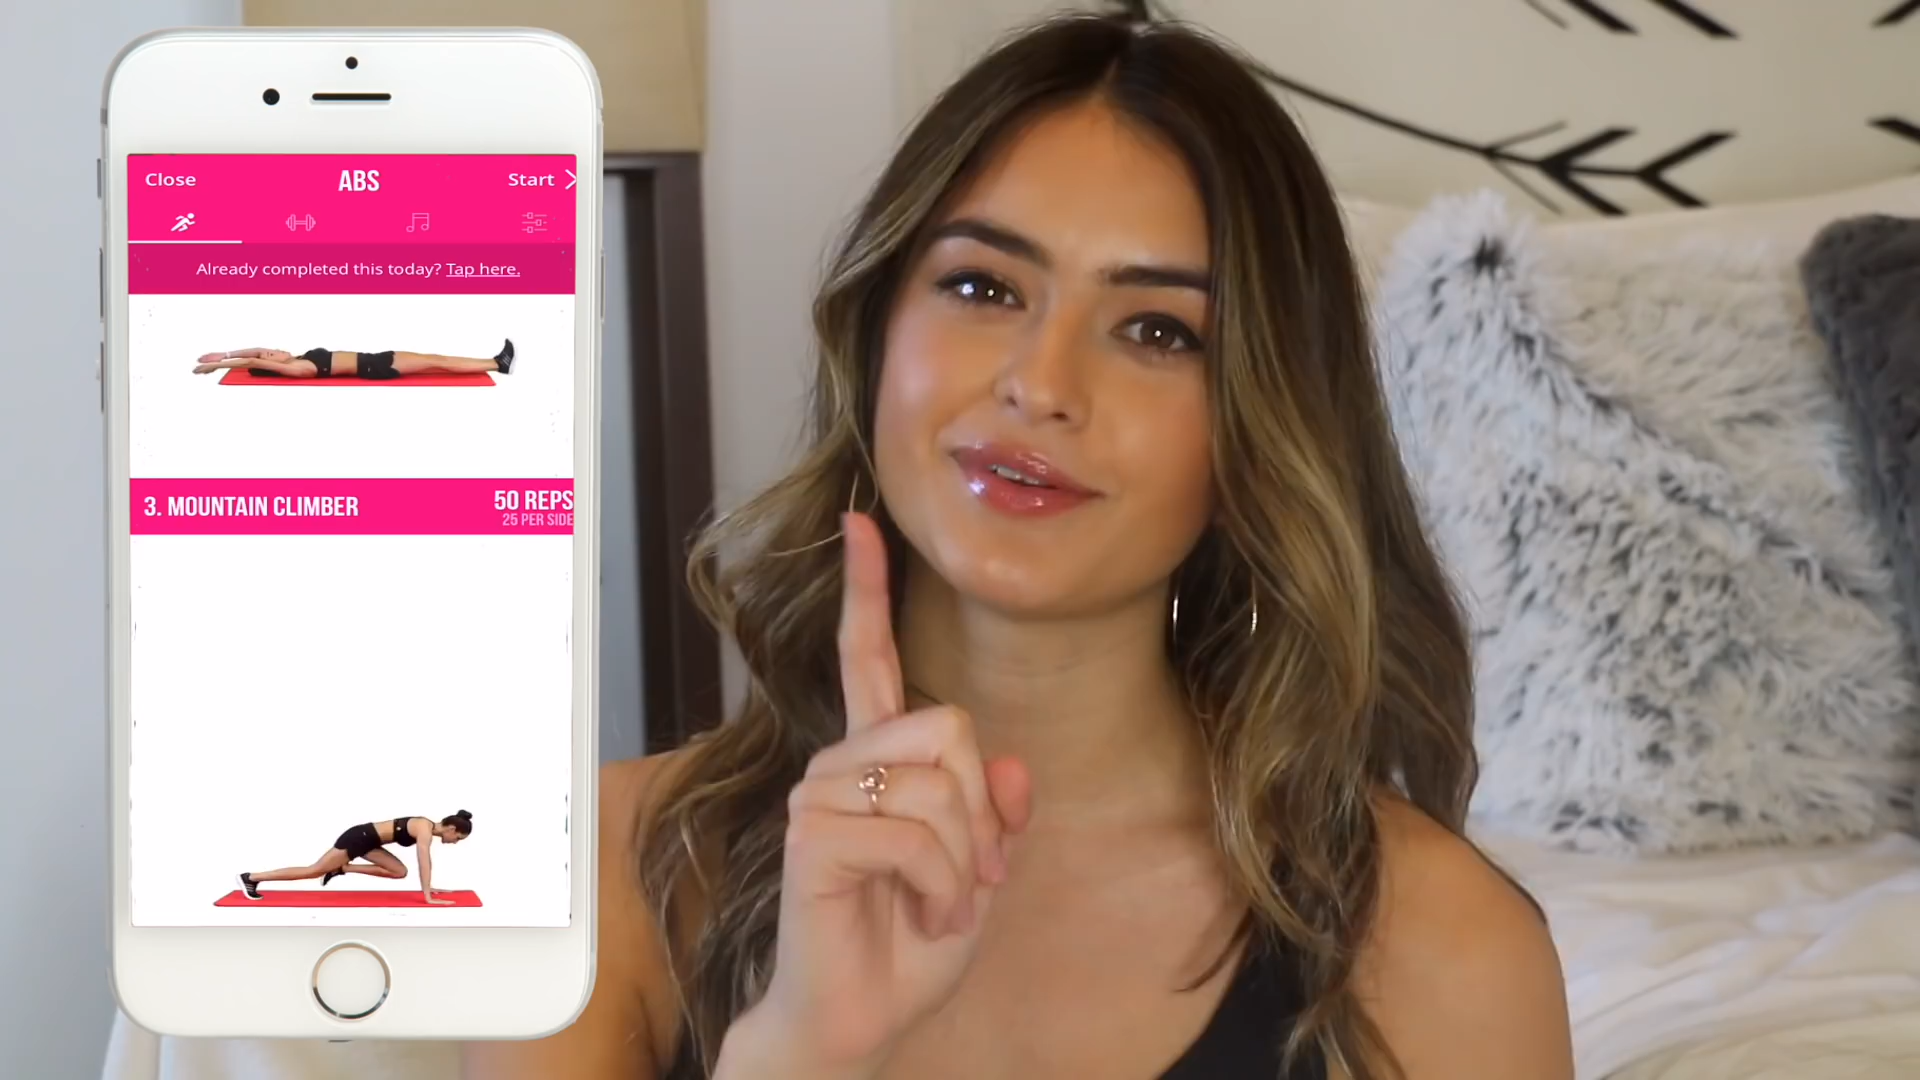 Close ABS Start
Already completed this today? Tap here.
3. MOUNTAIN CLIMBER 50 REPS
25 PER SIDE